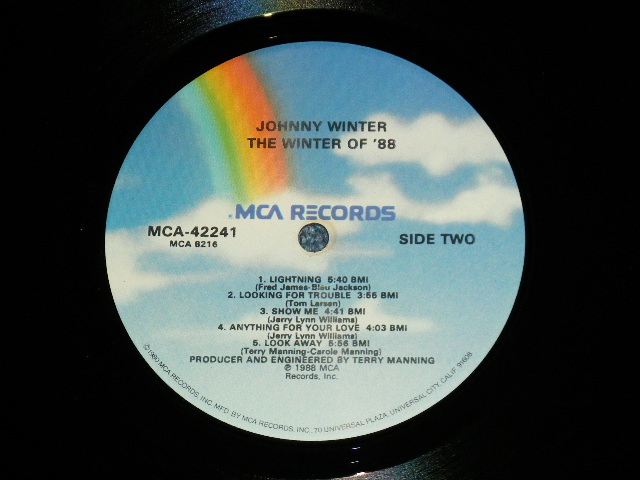 JOHNNY WINTER
THE WINTER OF '88
MCA RECORDS
MCA-42241
MCA 8216
SIDE TWO
1. LIGHTNING 5:40 BMI
(Fred James-Bleu Jackson)
2. LOOKING FOR TROUBLE 3:55 BMI
(Tom Larsen)
3. SHOW ME 4:41 BMI
(Jerry Lynn Williams)
4. ANYTHING FOR YOUR LOVE 4:03 BMI
(Jerry Lynn Williams)
5. LOOK AWAY 5:56 BMI
(Terry Manning-Carole Manning)
PRODUCER AND ENGINEERED BY TERRY MANNING
℗ 1988 MCA
Records, Inc.
© 1980 MCA RECORDS, INC. MFD. BY MCA RECORDS, INC., 70 UNIVERSAL PLAZA, UNIVERSAL CITY, CALIF. 91608